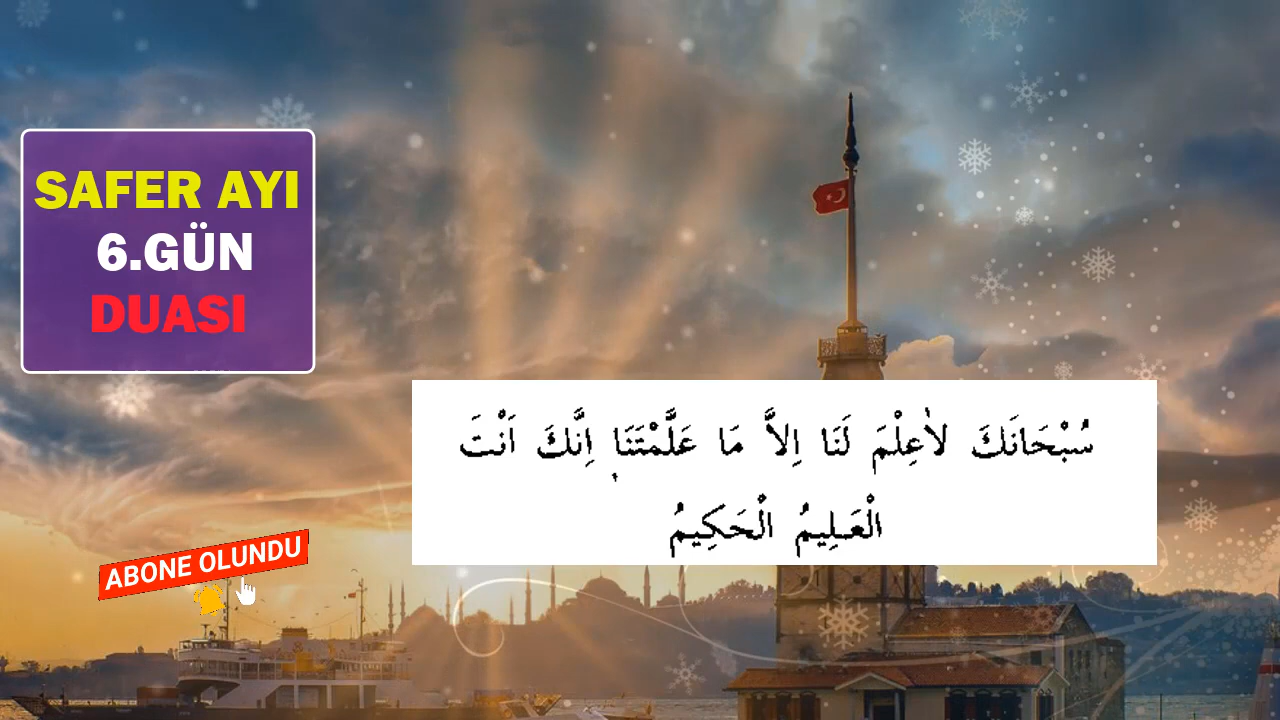 SAFER AYI
6.GÜN
DUASI
سُبْحَانَكَ لاٰعِلْمَ لَنَا اِلاَّ مَا عَلَّمْتَنَا اِنَّكَ اَنْتَ
الْعَلِيمُ الْحَكِيمُ
ABONE OLUNDU